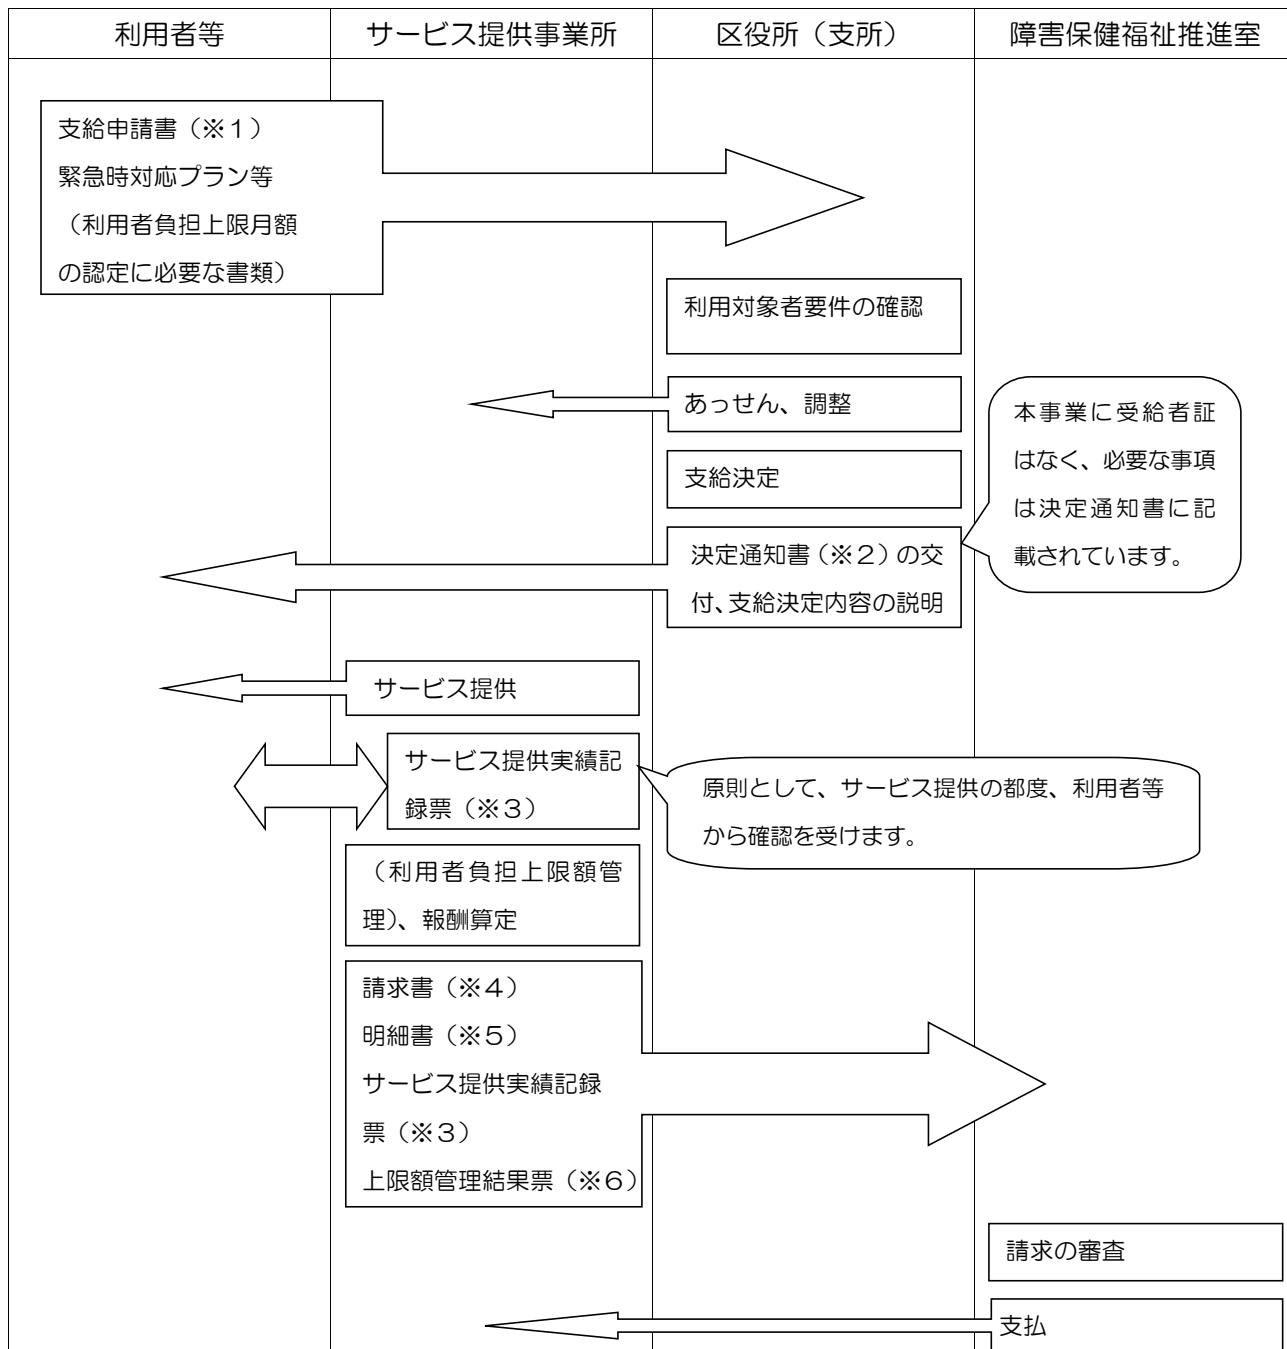 利用者等
サービス提供事業所
区役所（支所）
障害保健福祉推進室
支給申請書（※１）
緊急時対応プラン等
（利用者負担上限月額
の認定に必要な書類）
利用対象者要件の確認
あっせん、調整
本事業に受給者証
はなく、必要な事項
は決定通知書に記
載されています。
支給決定
決定通知書（※２）の交
付、支給決定内容の説明
サービス提供
サービス提供実績記
録票（※３）
原則として、サービス提供の都度、利用者等
から確認を受けます。
（利用者負担上限額管
理）、報酬算定
請求書（※４）
明細書（※５）
サービス提供実績記録
票（※３）
上限額管理結果票（※６）
請求の審査
支払